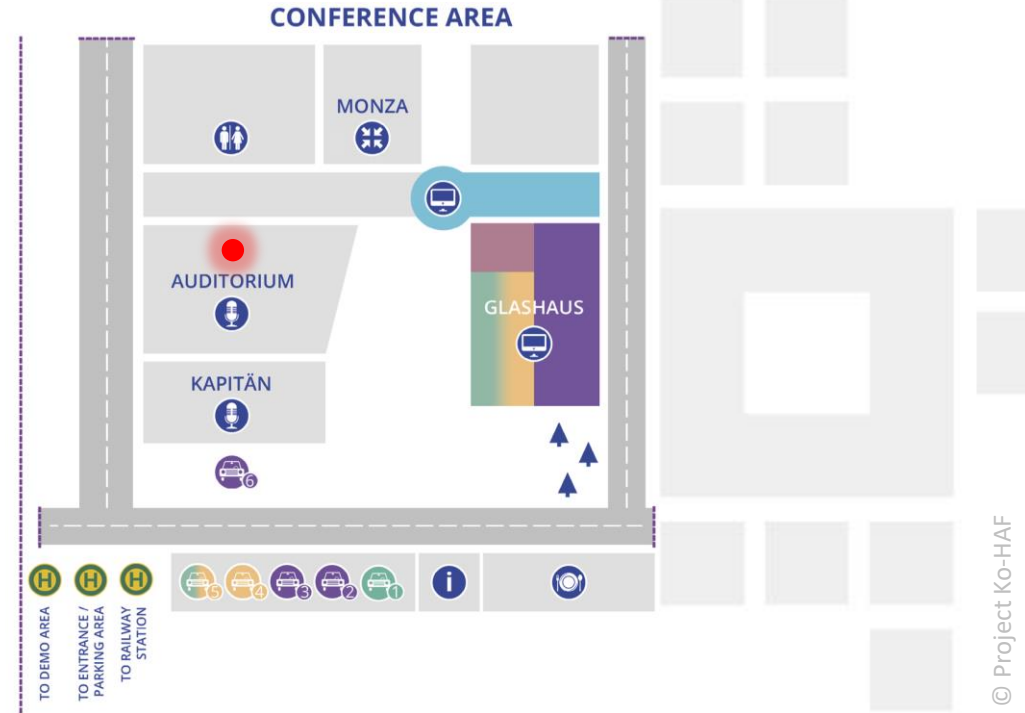 CONFERENCE AREA
MONZA
AUDITORIUM
GLASHAUS
KAPITÄN
6
H
H
H
5
4
3
2
1
i
TO DEMO AREA
TO ENTRANCE /
PARKING AREA
TO RAILWAY
STATION
© Project Ko-HAF